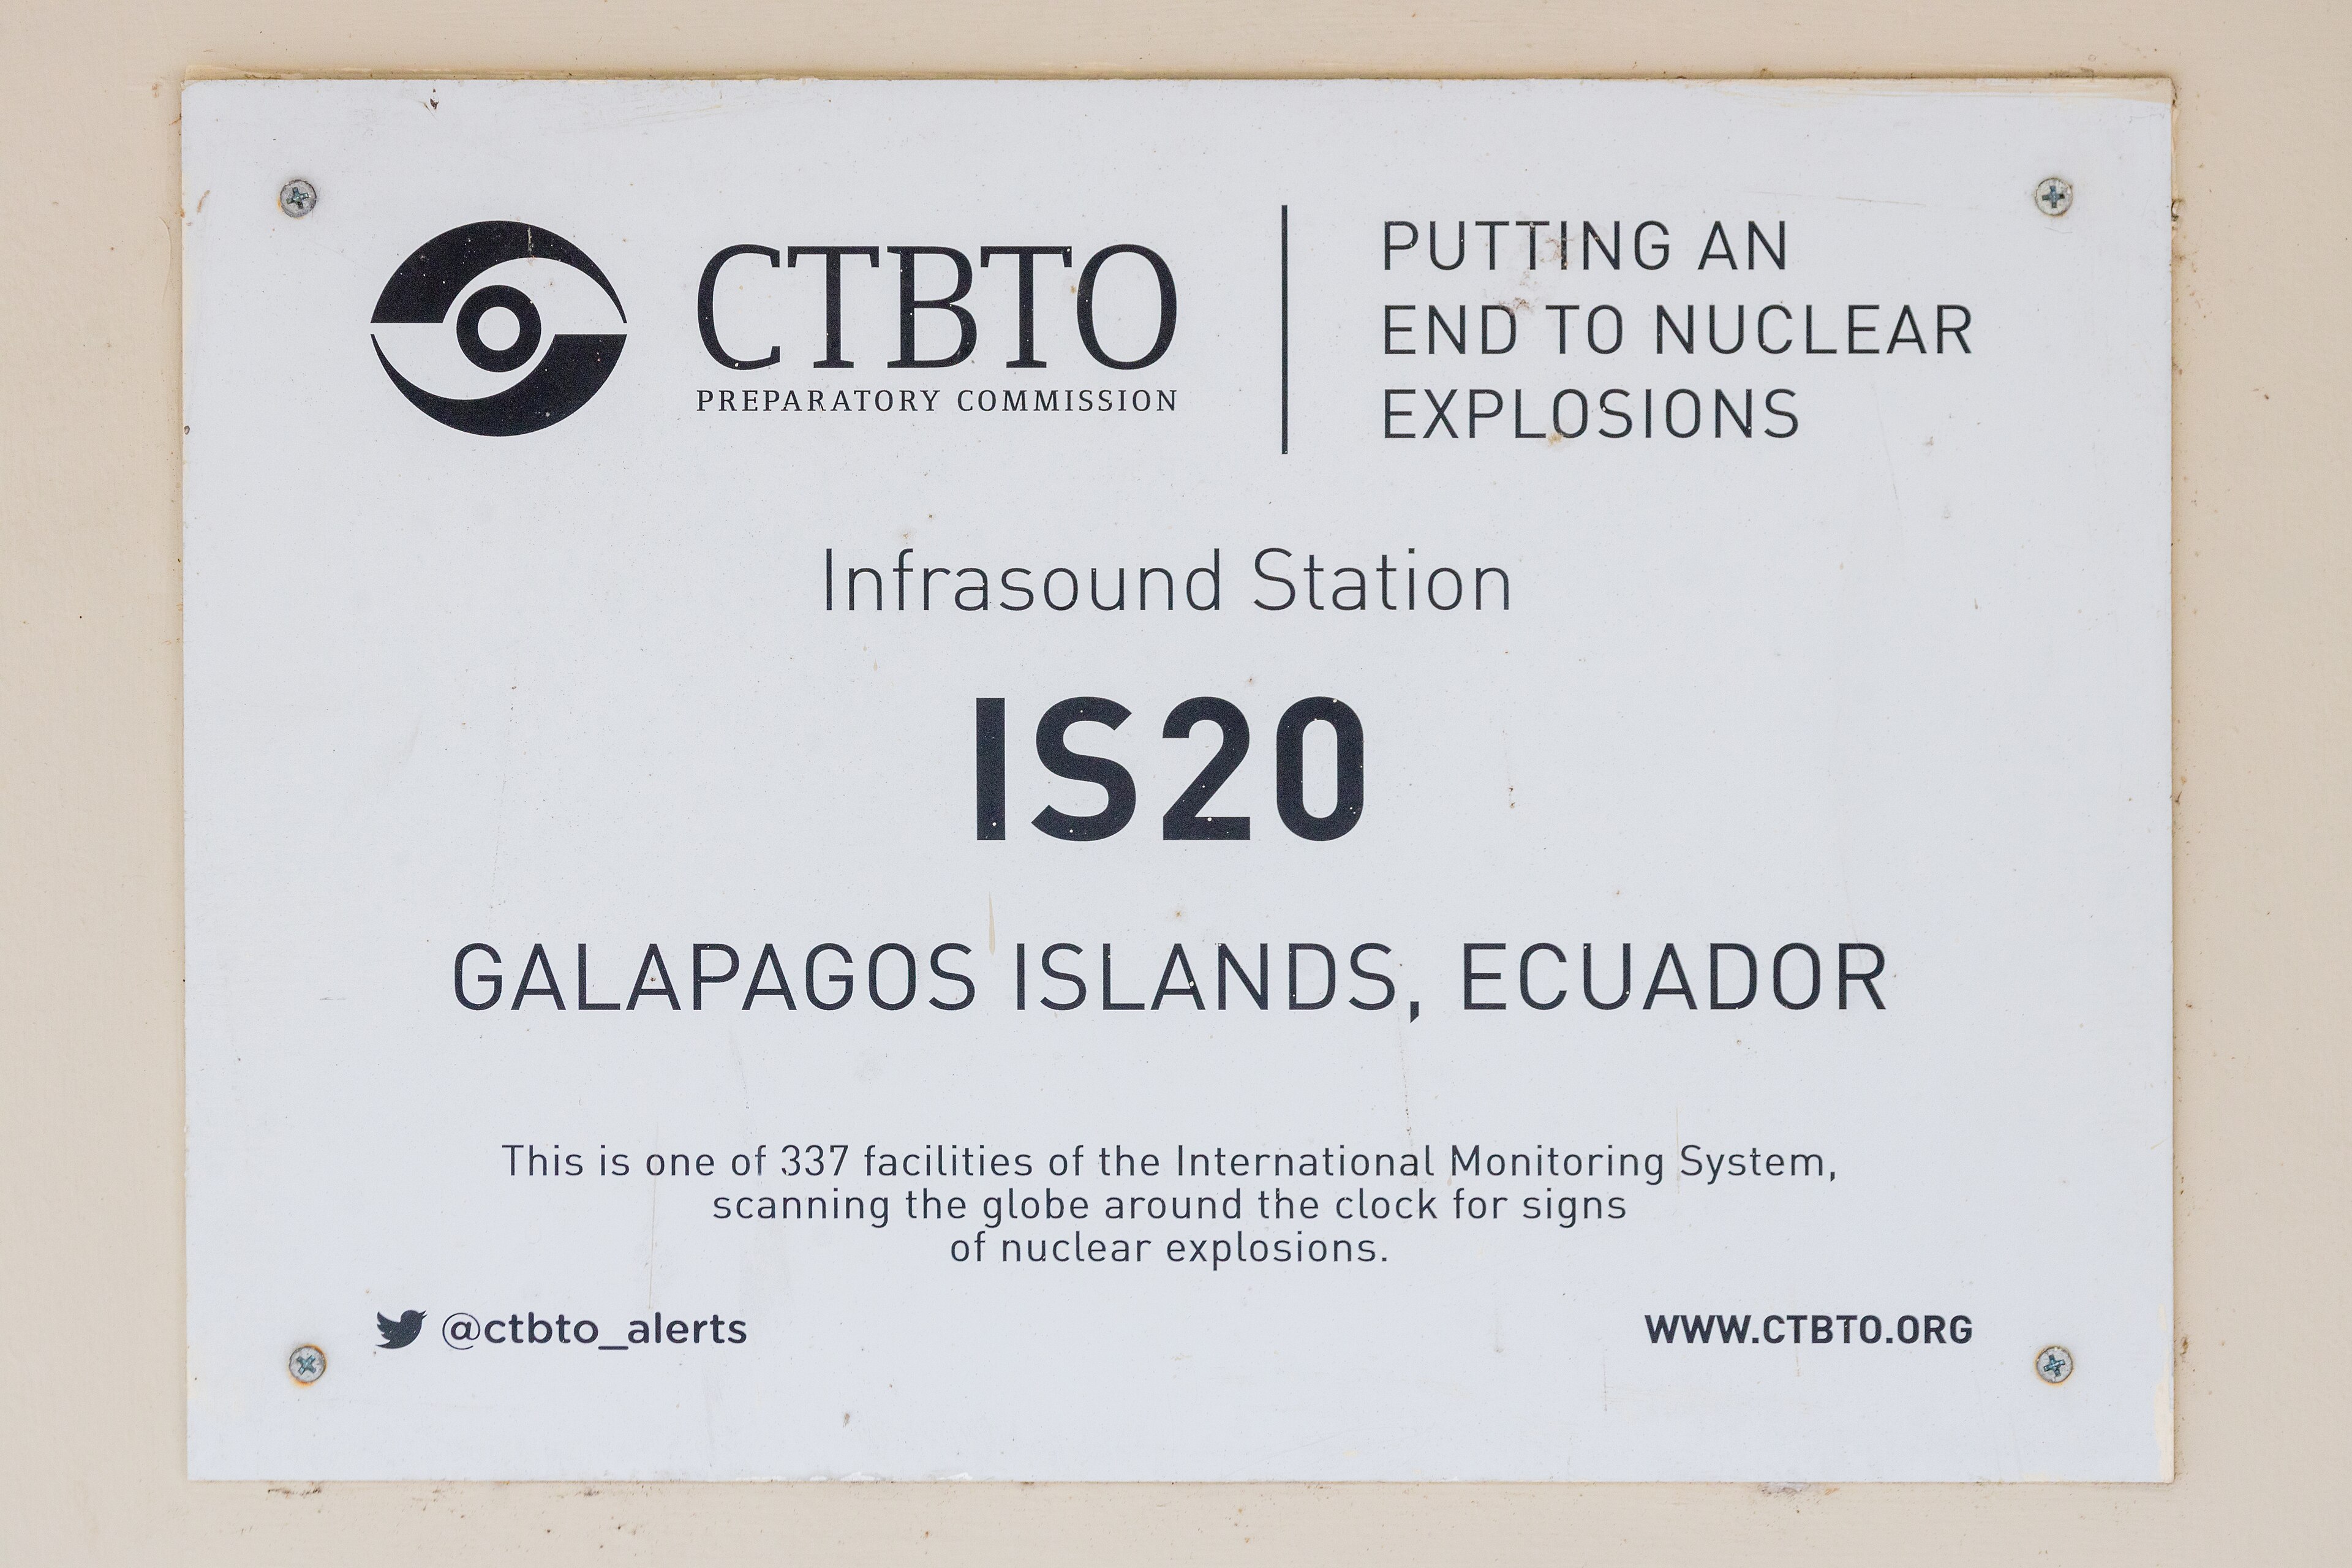 CTBTO
PREPARATORY COMMISSION
PUTTING AN
END TO NUCLEAR
EXPLOSIONS
Infrasound Station
IS20
GALAPAGOS ISLANDS, ECUADOR
This is one of 337 facilities of the International Monitoring System,
scanning the globe around the clock for signs
of nuclear explosions.
@ctbto_alerts
WWW.CTBTO.ORG